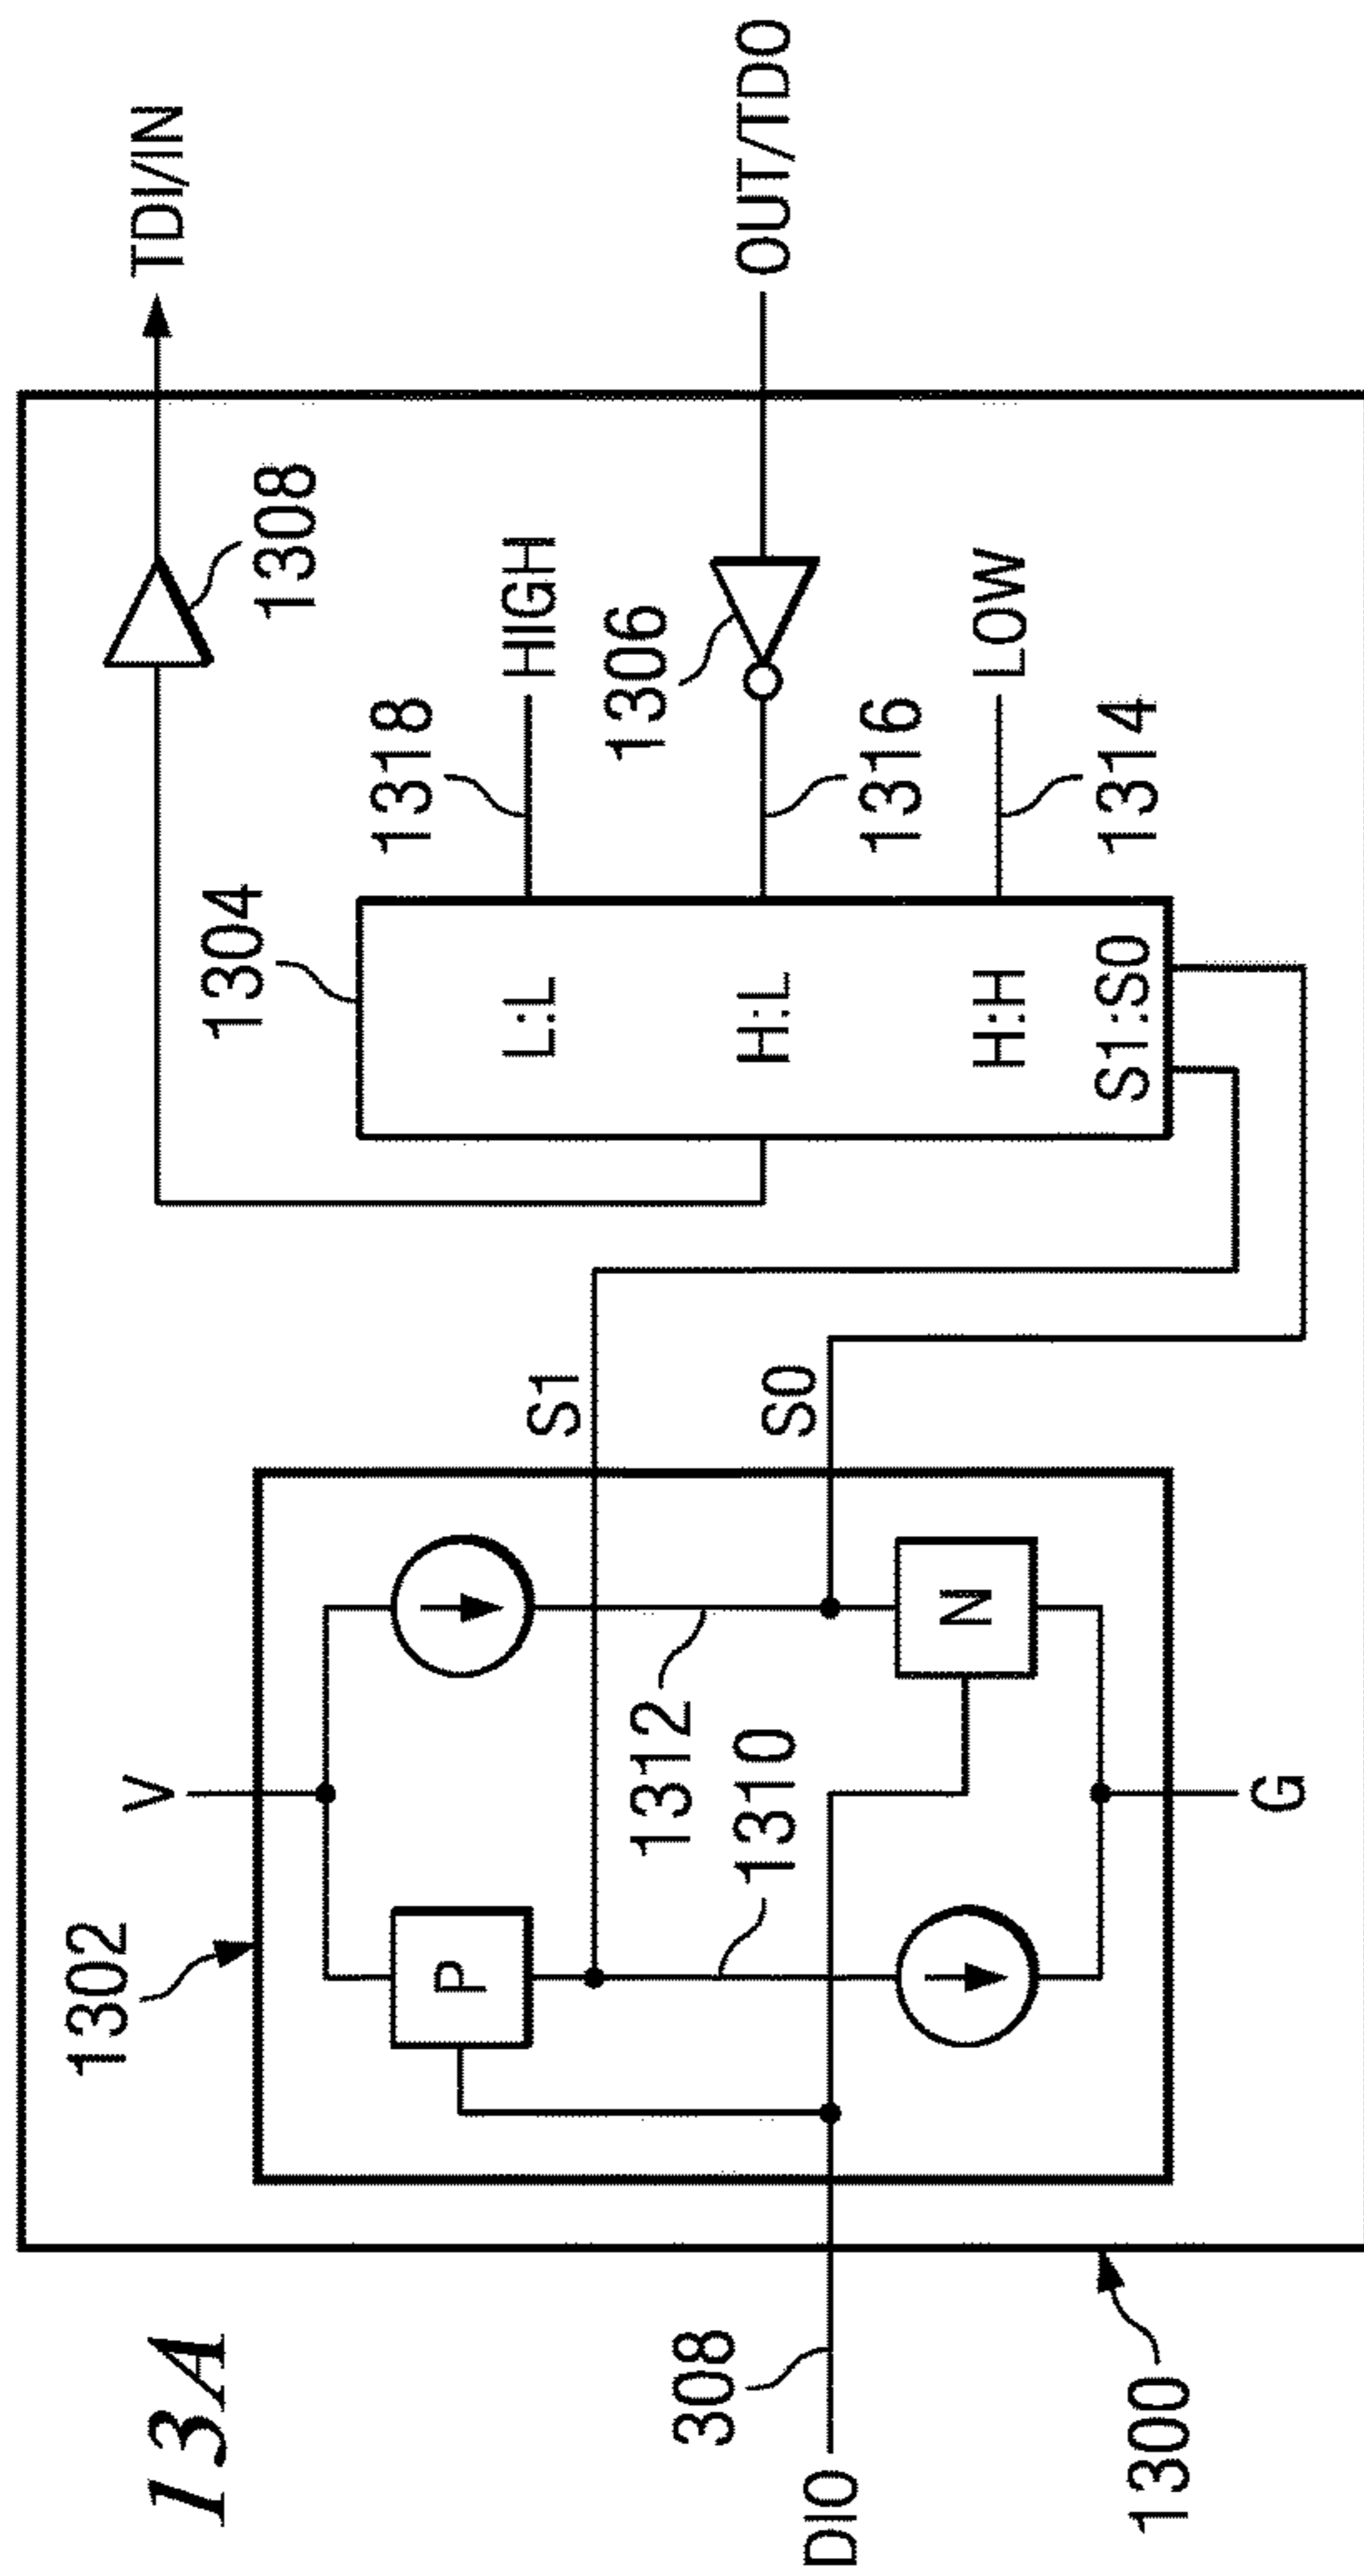 13A
1302
V
P
N
1312
1310
G
S1
S0
1304
L:L
H:L
H:H
S1::S0
1318
HIGH
1306
1316
LOW
1314
1308
TDI/IN
OUT/TDO
308
DIO
1300